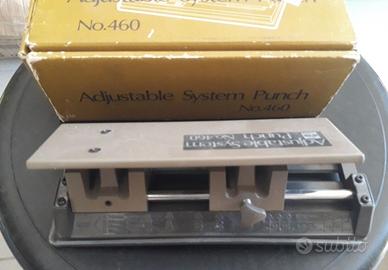 Adjustable System Punch
No.460
Adjustable System Punch
No.460
Adjustable System
Punch No.460
subito